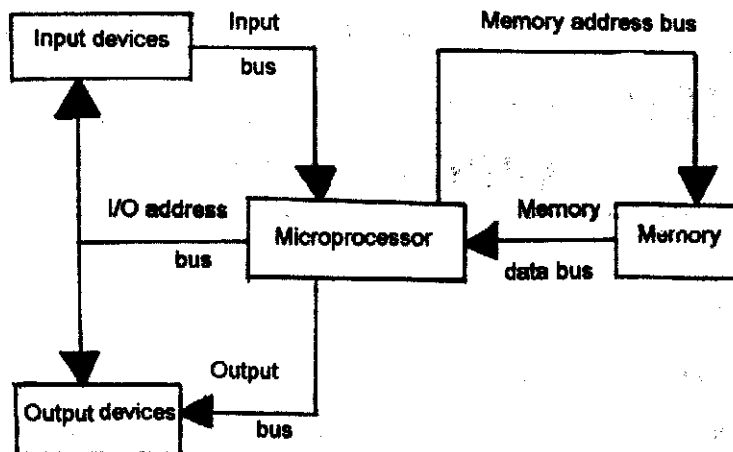 Input devices
Input
bus
Memory address bus
I/O address
bus
Microprocessor
Memory
data bus
Memory
Output
bus
Output devices